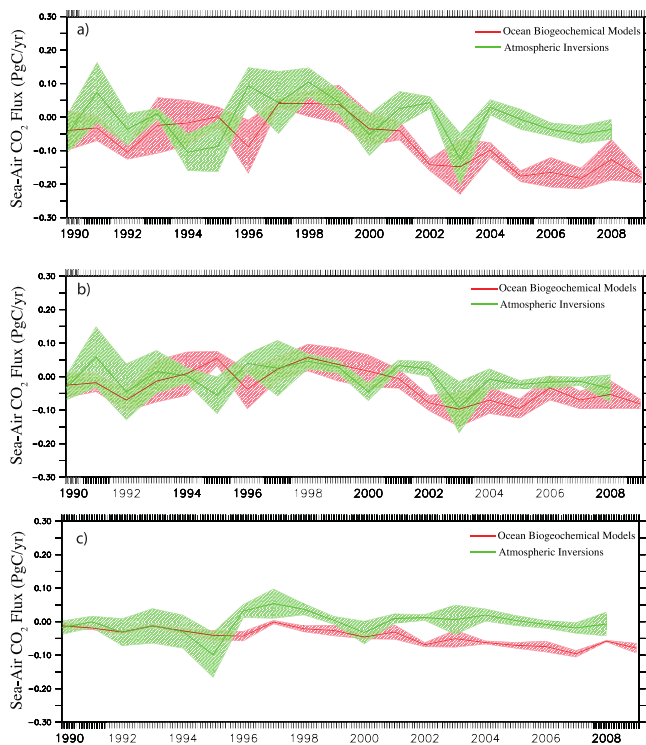 0.30
a)
Ocean Biogeochemical Models
0.20
Atmospheric Inversions
0.10
0.00
-0.10
-0.20
-0.30
Sea-Air CO2 Flux (PgC/yr)
1990 1992 1994 1996 1998 2000 2002 2004 2006 2008
0.30
b)
Ocean Biogeochemical Models
0.20
Atmospheric Inversions
0.10
0.00
-0.10
-0.20
-0.30
Sea-Air CO2 Flux (PgC/yr)
1990 1992 1994 1996 1998 2000 2002 2004 2006 2008
0.30
c)
Ocean Biogeochemical Models
0.20
Atmospheric Inversions
0.10
0.00
-0.10
-0.20
-0.30
Sea-Air CO2 Flux (PgC/yr)
1990 1992 1994 1996 1998 2000 2002 2004 2006 2008